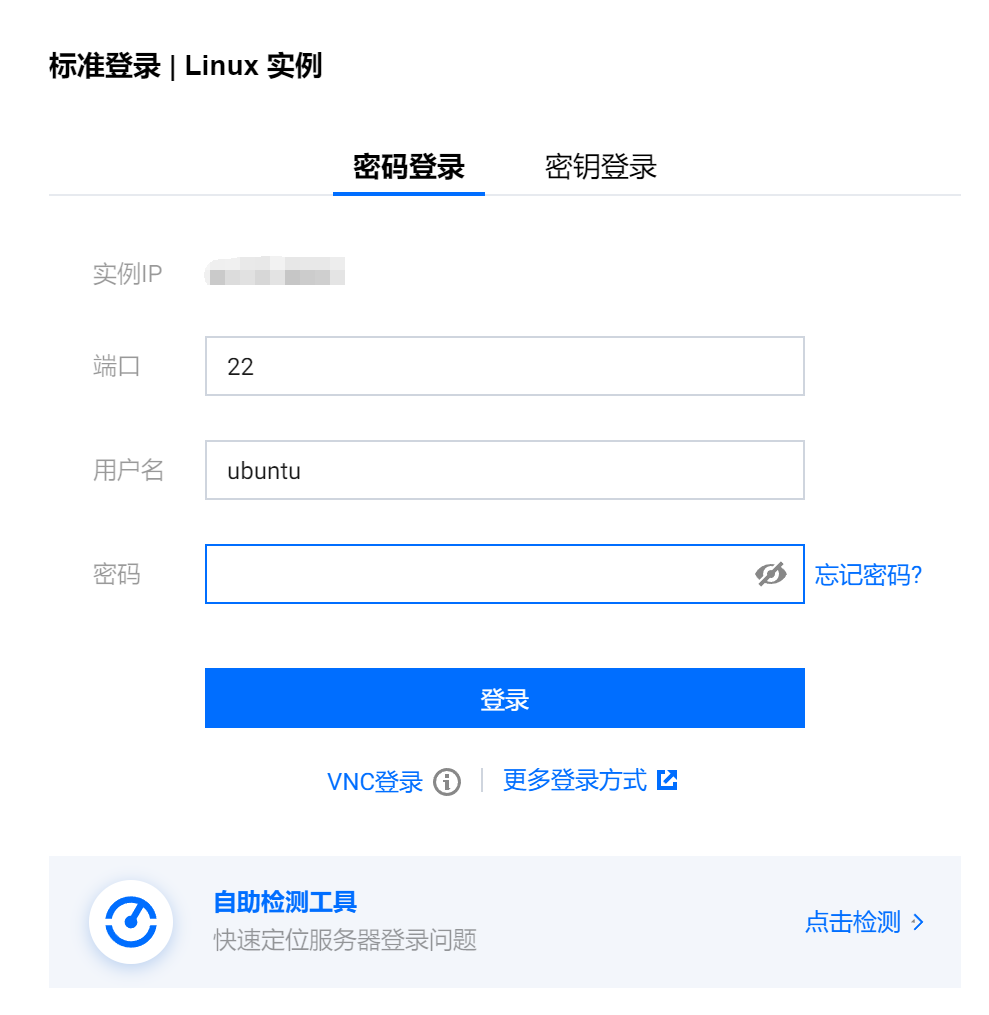 标准登录 | Linux 实例
密码登录 密钥登录
实例IP
端口 22
用户名 ubuntu
密码 忘记密码?
登录
VNC登录 更多登录方式
自助检测工具
快速定位服务器登录问题
点击检测